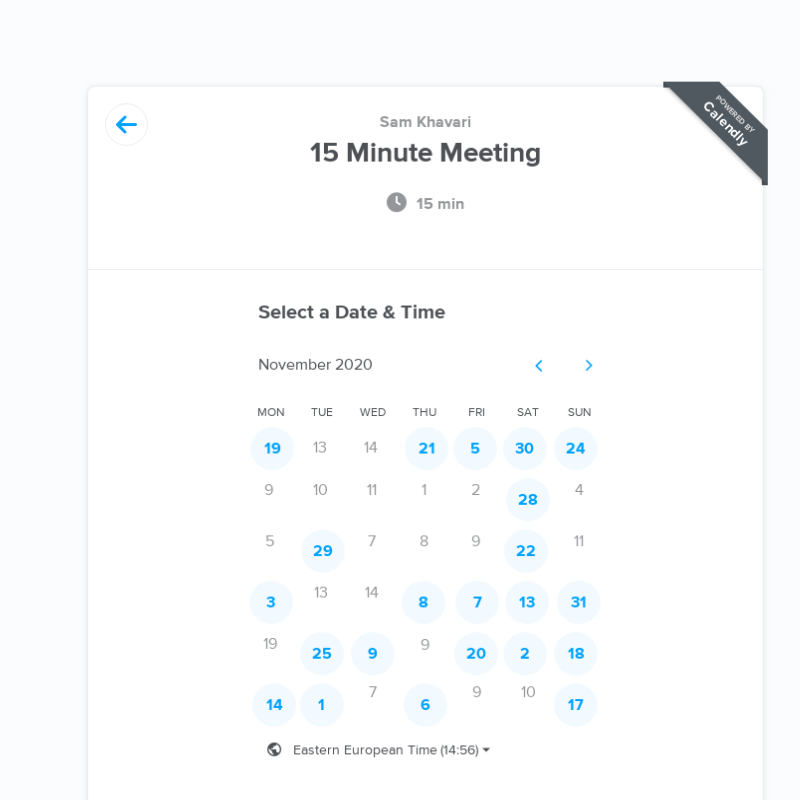 Sam Khavari
POWERED BY
Calendly
15 Minute Meeting
15 min
Select a Date & Time
November 2020
MON TUE WED THU FRI SAT SUN
19 13 14 21 5 30 24
9 10 11 1 2 28 4
5 29 7 8 9 22 11
3 13 14 8 7 13 31
19 25 9 9 20 2 18
14 1 7 6 9 10 17
Eastern European Time (14:56)